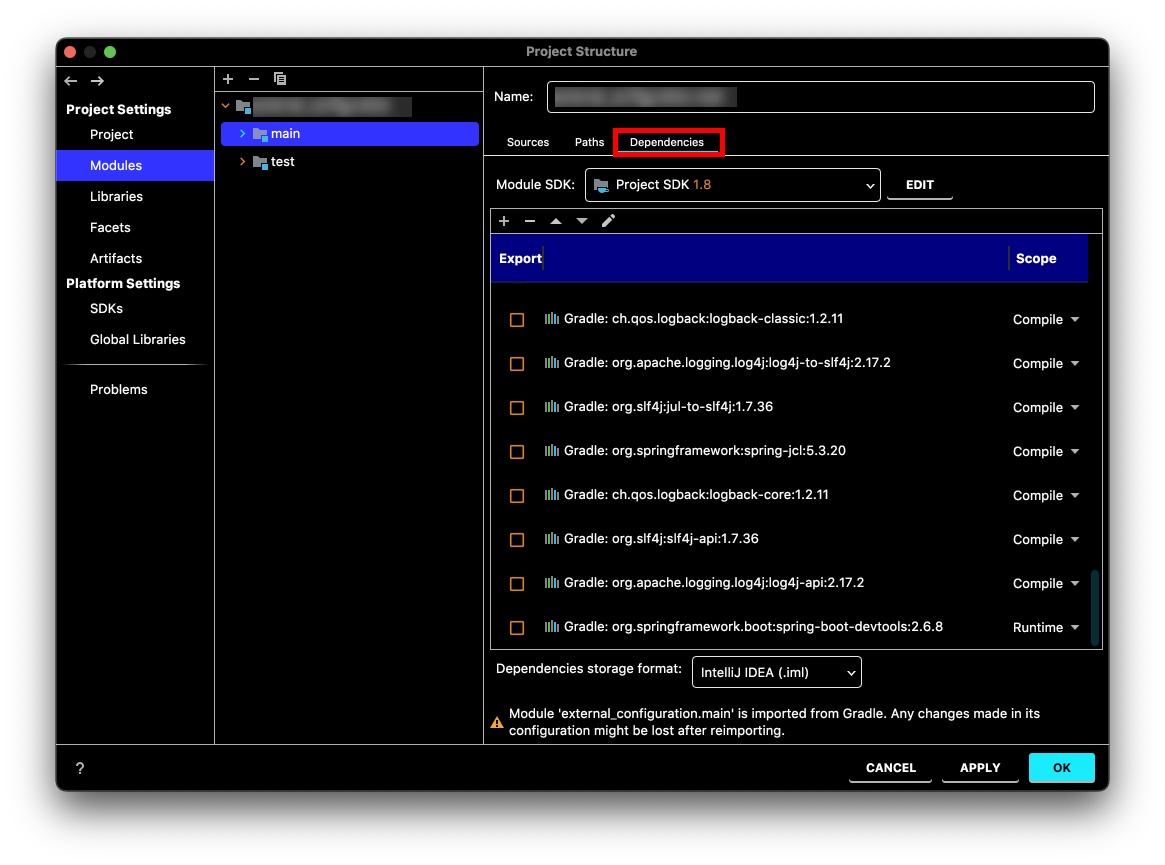 Project Structure
Project Settings
Project
Modules
Libraries
Facets
Artifacts
Platform Settings
SDKs
Global Libraries
Problems
main
test
Name:
Sources Paths Dependencies
Module SDK: Project SDK 1.8 EDIT
Export Scope
Gradle: ch.qos.logback:logback-classic:1.2.11 Compile
Gradle: org.apache.logging.log4j:log4j-to-slf4j:2.17.2 Compile
Gradle: org.slf4j:jul-to-slf4j:1.7.36 Compile
Gradle: org.springframework:spring-jcl:5.3.20 Compile
Gradle: ch.qos.logback:logback-core:1.2.11 Compile
Gradle: org.slf4j:slf4j-api:1.7.36 Compile
Gradle: org.apache.logging.log4j:log4j-api:2.17.2 Compile
Gradle: org.springframework.boot:spring-boot-devtools:2.6.8 Runtime
Dependencies storage format: IntelliJ IDEA (.iml)
Module 'external_configuration.main' is imported from Gradle. Any changes made in its
configuration might be lost after reimporting.
? CANCEL APPLY OK